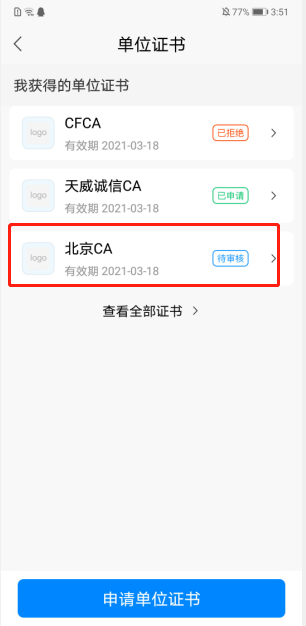 77% 3:51
单位证书
我获得的单位证书
logo CFCA 已拒绝
有效期 2021-03-18
logo 天威诚信CA 已申请
有效期 2021-03-18
logo 北京CA 待审核
有效期 2021-03-18
查看全部证书
申请单位证书